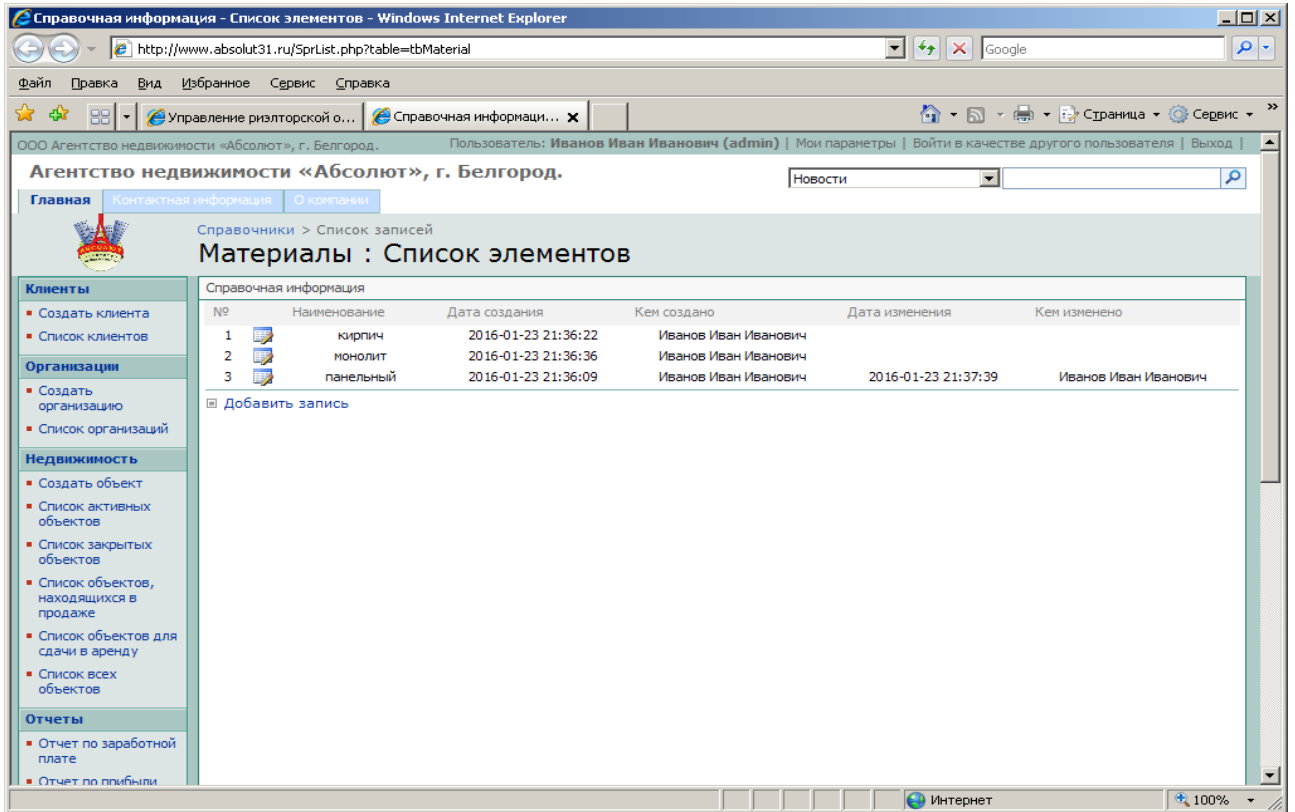 Справочная информация - Список элементов - Windows Internet Explorer
http://www.absolut31.ru/SprList.php?table=tbMaterial
Google
Файл Правка Вид Избранное Сервис Справка
Управление риэлторской о... Справочная информаци... Страница Сервис
ООО Агентство недвижимости «Абсолют», г. Белгород. Пользователь: Иванов Иван Иванович (admin) | Мои параметры | Войти в качестве другого пользователя | Выход |
Агентство недвижимости «Абсолют», г. Белгород.
Новости
Главная Контактная информация О компании
АБСОЛЮТ
Справочники > Список записей
Материалы : Список элементов
Клиенты
Создать клиента
Список клиентов
Организации
Создать
организацию
Список организаций
Недвижимость
Создать объект
Список активных
объектов
Список закрытых
объектов
Список объектов,
находящихся в
продаже
Список объектов для
сдачи в аренду
Список всех
объектов
Отчеты
Отчет по заработной
плате
Отчет по прибыли
Справочная информация
№ Наименование Дата создания Кем создано Дата изменения Кем изменено
1 кирпич 2016-01-23 21:36:22 Иванов Иван Иванович
2 монолит 2016-01-23 21:36:36 Иванов Иван Иванович
3 панельный 2016-01-23 21:36:09 Иванов Иван Иванович 2016-01-23 21:37:39 Иванов Иван Иванович
Добавить запись
Интернет 100%